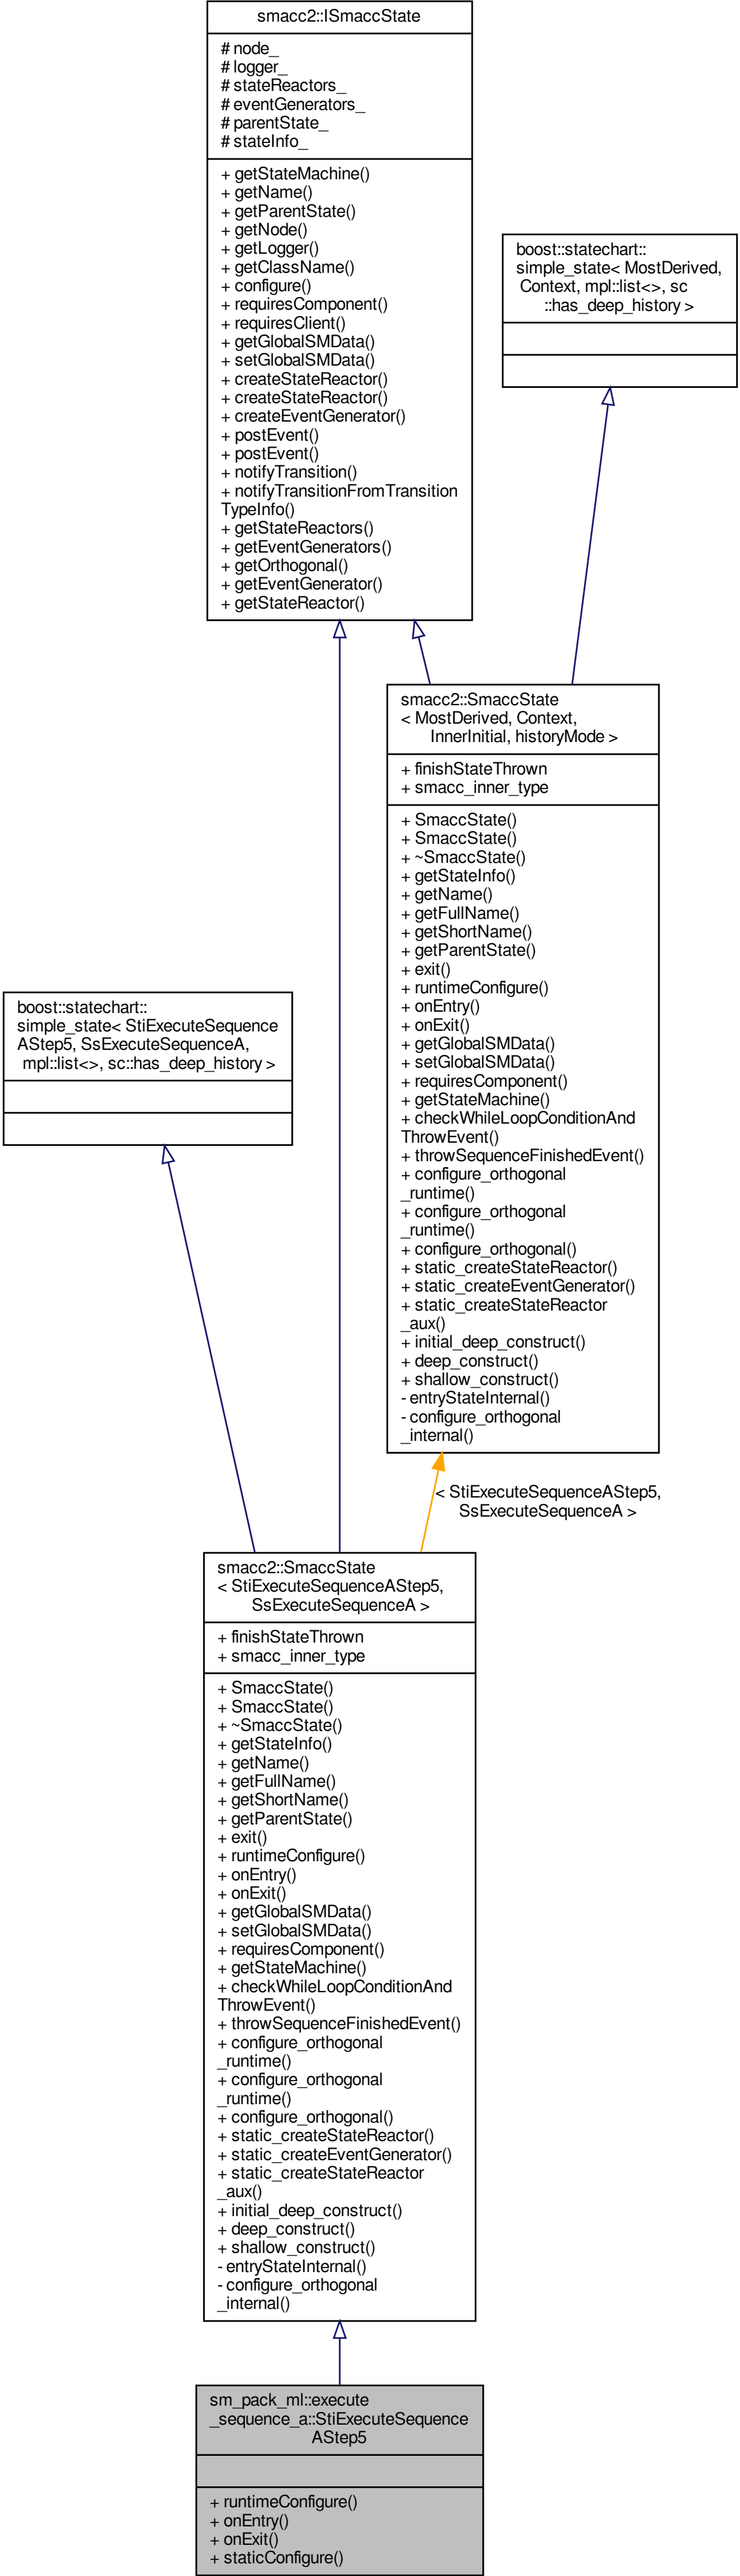 smacc2::ISmaccState
# node_
# logger_
# stateReactors_
# eventGenerators_
# parentState_
# stateInfo_
+ getStateMachine()
+ getName()
+ getParentState()
+ getNode()
+ getLogger()
+ getClassName()
+ configure()
+ requiresComponent()
+ requiresClient()
+ getGlobalSMData()
+ setGlobalSMData()
+ createStateReactor()
+ createStateReactor()
+ createEventGenerator()
+ postEvent()
+ postEvent()
+ notifyTransition()
+ notifyTransitionFromTransition
TypeInfo()
+ getStateReactors()
+ getEventGenerators()
+ getOrthogonal()
+ getEventGenerator()
+ getStateReactor()
boost::statechart::
simple_state< MostDerived,
Context, mpl::list<>, sc
::has_deep_history >
smacc2::SmaccState
< MostDerived, Context,
InnerInitial, historyMode >
+ finishStateThrown
+ smacc_inner_type
+ SmaccState()
+ SmaccState()
+ ~SmaccState()
+ getStateInfo()
+ getName()
+ getFullName()
+ getShortName()
+ getParentState()
+ exit()
+ runtimeConfigure()
+ onEntry()
+ onExit()
+ getGlobalSMData()
+ setGlobalSMData()
+ requiresComponent()
+ getStateMachine()
+ checkWhileLoopConditionAnd
ThrowEvent()
+ throwSequenceFinishedEvent()
+ configure_orthogonal
_runtime()
+ configure_orthogonal
_runtime()
+ configure_orthogonal()
+ static_createStateReactor()
+ static_createEventGenerator()
+ static_createStateReactor
_aux()
+ initial_deep_construct()
+ deep_construct()
+ shallow_construct()
- entryStateInternal()
- configure_orthogonal
_internal()
boost::statechart::
simple_state< StiExecuteSequence
AStep5, SsExecuteSequenceA,
mpl::list<>, sc::has_deep_history >
< StiExecuteSequenceAStep5,
SsExecuteSequenceA >
smacc2::SmaccState
< StiExecuteSequenceAStep5,
SsExecuteSequenceA >
+ finishStateThrown
+ smacc_inner_type
+ SmaccState()
+ SmaccState()
+ ~SmaccState()
+ getStateInfo()
+ getName()
+ getFullName()
+ getShortName()
+ getParentState()
+ exit()
+ runtimeConfigure()
+ onEntry()
+ onExit()
+ getGlobalSMData()
+ setGlobalSMData()
+ requiresComponent()
+ getStateMachine()
+ checkWhileLoopConditionAnd
ThrowEvent()
+ throwSequenceFinishedEvent()
+ configure_orthogonal
_runtime()
+ configure_orthogonal
_runtime()
+ configure_orthogonal()
+ static_createStateReactor()
+ static_createEventGenerator()
+ static_createStateReactor
_aux()
+ initial_deep_construct()
+ deep_construct()
+ shallow_construct()
- entryStateInternal()
- configure_orthogonal
_internal()
sm_pack_ml::execute
_sequence_a::StiExecuteSequence
AStep5
+ runtimeConfigure()
+ onEntry()
+ onExit()
+ staticConfigure()